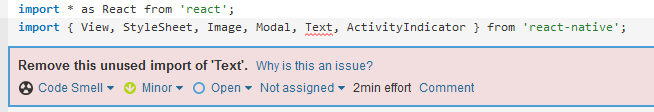 import * as React from 'react';
import { View, StyleSheet, Image, Modal, Text, ActivityIndicator } from 'react-native';
Remove this unused import of 'Text'. Why is this an issue?
Code Smell Minor Open Not assigned 2min effort Comment